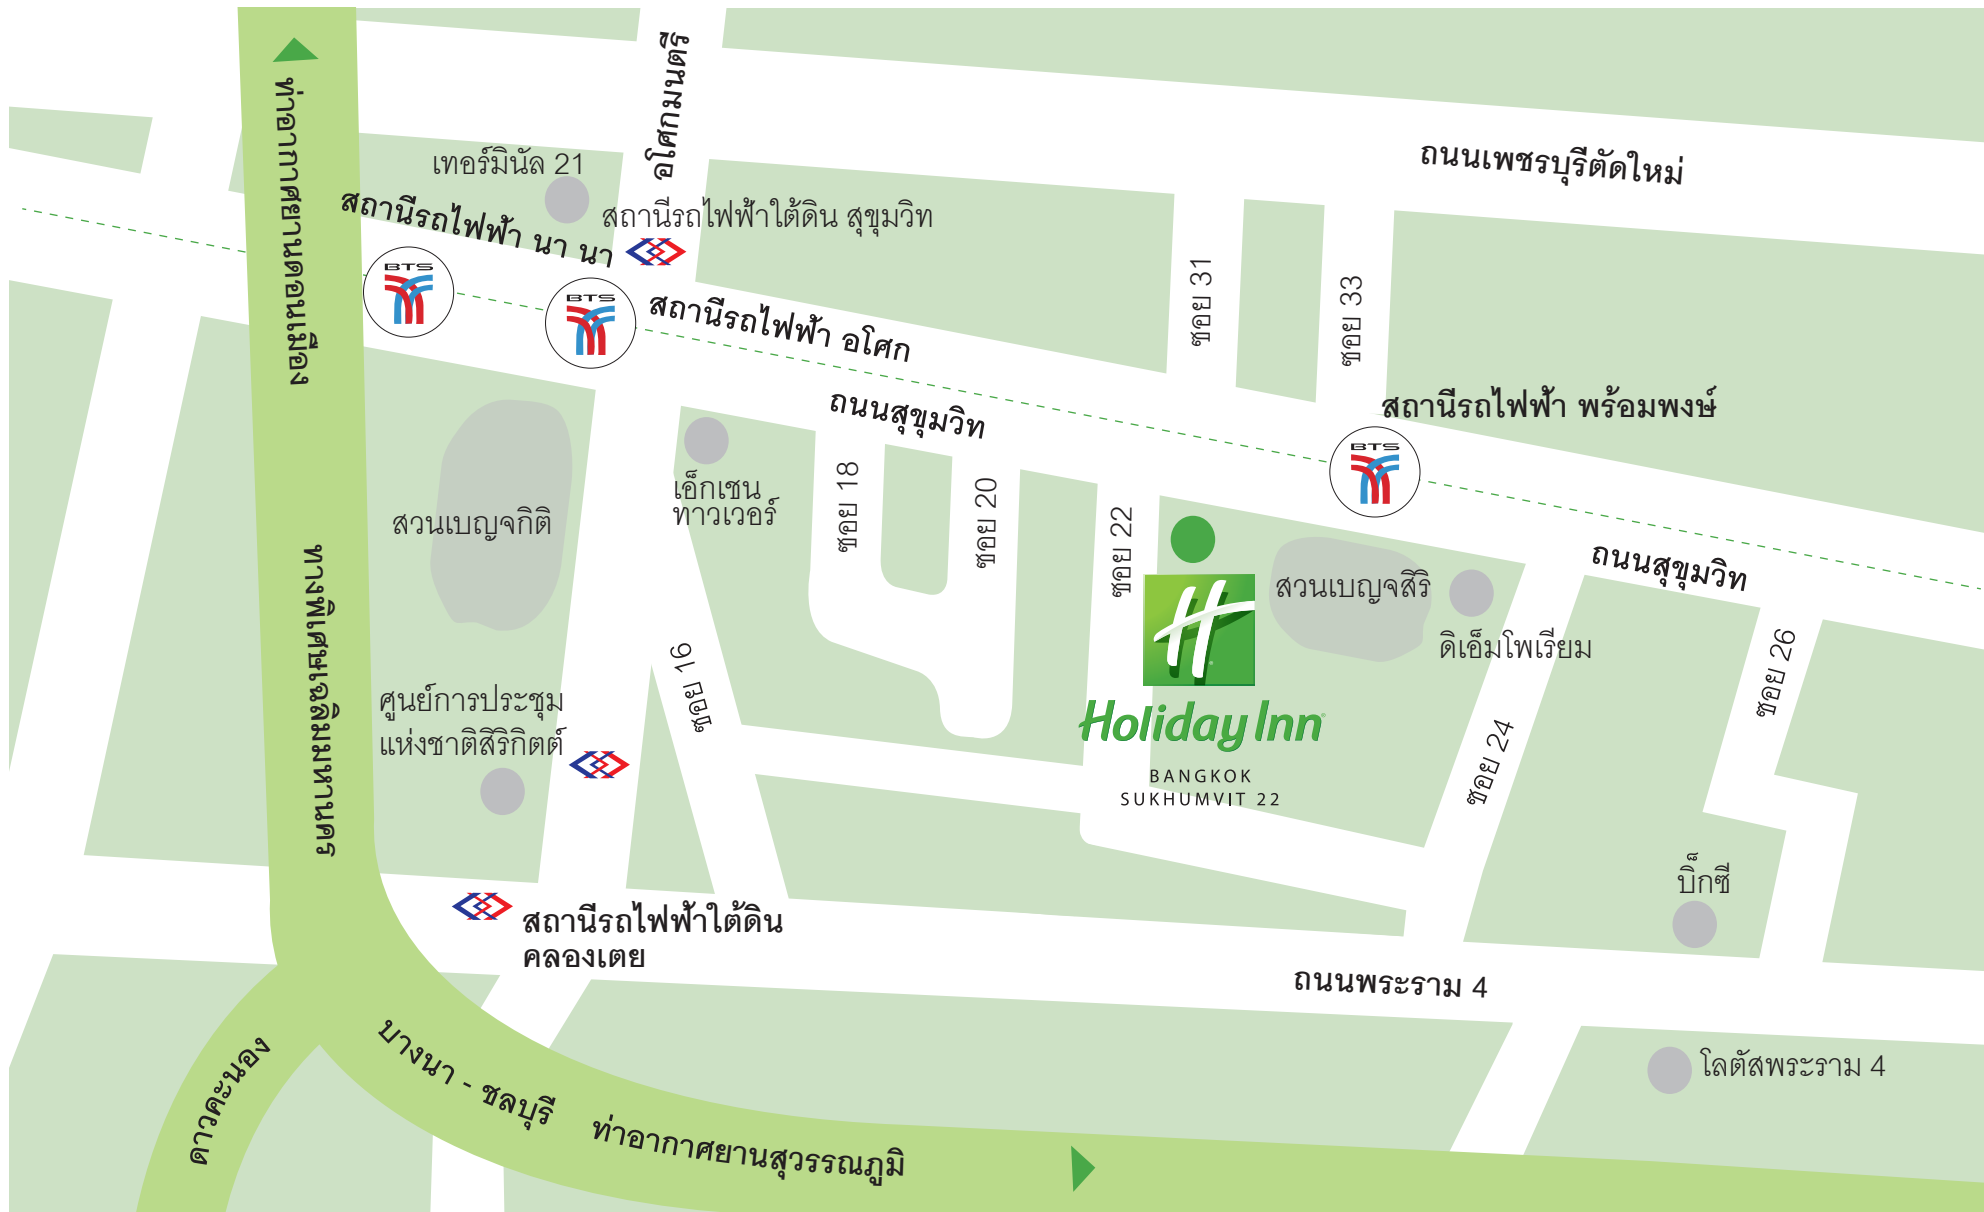 ท่าอากาศยานดอนเมือง
อโศกมนตรี
ถนนเพชรบุรีตัดใหม่
เทอร์มินัล 21
สถานีรถไฟฟ้า นา นา
สถานีรถไฟฟ้าใต้ดิน สุขุมวิท
BTS
BTS
สถานีรถไฟฟ้า อโศก
ซอย 31
ซอย 33
สถานีรถไฟฟ้า พร้อมพงษ์
BTS
ถนนสุขุมวิท
เอ็กเชน
ทาวเวอร์
ซอย 18
ซอย 20
ซอย 22
สวนเบญจกิติ
สวนเบญจสิริ
ถนนสุขุมวิท
ดิเอ็มโพเรียม
ทางพิเศษเฉลิมมหานคร
ซอย 16
ซอย 24
ซอย 26
ศูนย์การประชุม
แห่งชาติสิริกิตต์
H
Holiday Inn
BANGKOK
SUKHUMVIT 22
บิ๊กซี
สถานีรถไฟฟ้าใต้ดิน
คลองเตย
ถนนพระราม 4
โลตัสพระราม 4
ดาวคะนอง
บางนา - ชลบุรี
ท่าอากาศยานสุวรรณภูมิ